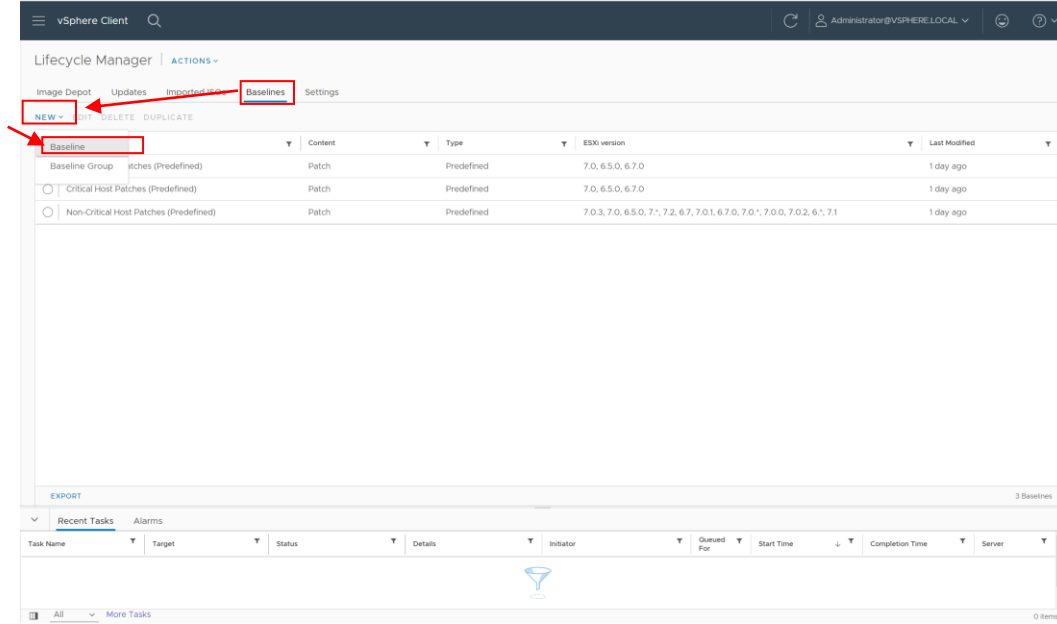 vSphere Client
Administrator@VSPHERE.LOCAL
Lifecycle Manager ACTIONS
Image Depot Updates Imported ISOs Baselines Settings
NEW EDIT DELETE DUPLICATE
Baseline Content Type ESXi version Last Modified
Baseline Group atches (Predefined) Patch Predefined 7.0, 6.5.0, 6.7.0 1 day ago
Critical Host Patches (Predefined) Patch Predefined 7.0, 6.5.0, 6.7.0 1 day ago
Non-Critical Host Patches (Predefined) Patch Predefined 7.0.3, 7.0, 6.5.0, 7.*, 7.2, 6.7, 7.0.1, 6.7.0, 7.0.*, 7.0.0, 7.0.2, 6.*, 7.1 1 day ago
EXPORT 3 Baselines
Recent Tasks Alarms
Task Name Target Status Details Initiator Queued For Start Time Completion Time Server
All More Tasks 0 items